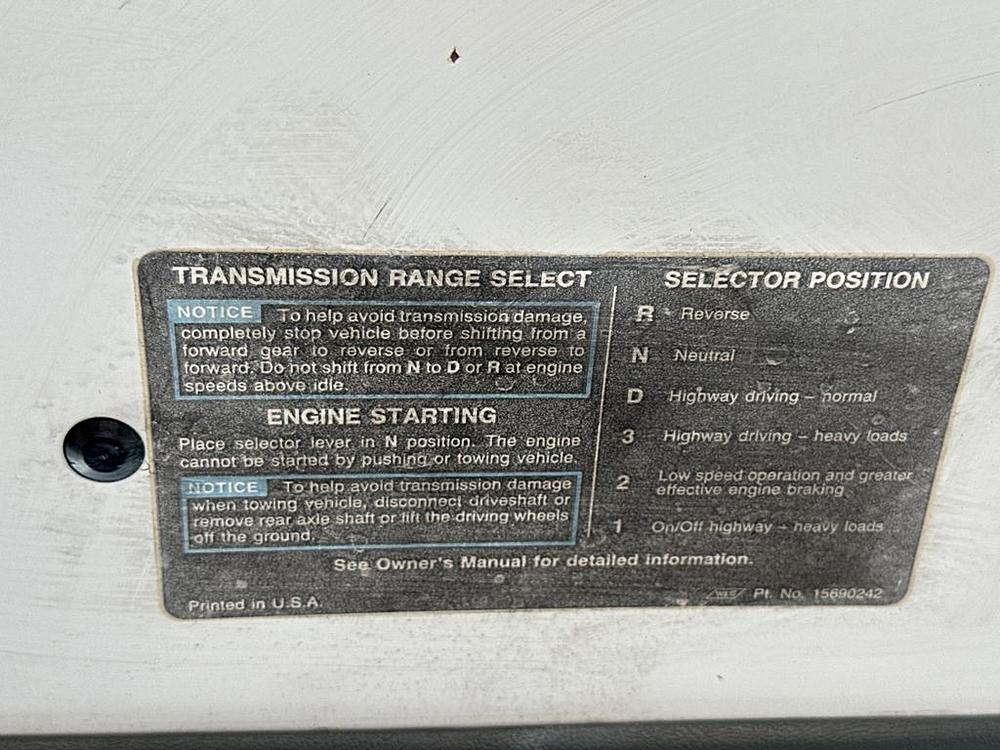 TRANSMISSION RANGE SELECT
NOTICE To help avoid transmission damage,
completely stop vehicle before shifting from a
forward gear to reverse or from reverse to
forward. Do not shift from N to D or R at engine
speeds above idle.
ENGINE STARTING
Place selector lever in N position. The engine
cannot be started by pushing or towing vehicle.
NOTICE To help avoid transmission damage
when towing vehicle, disconnect driveshaft or
remove rear axle shaft or lift the driving wheels
off the ground.
SELECTOR POSITION
R - Reverse
N Neutral
D Highway driving – normal
3 Highway driving – heavy loads
2 Low speed operation and greater
effective engine braking
1 On/Off highway – heavy loads
See Owner's Manual for detailed information.
Printed in U.S.A.
Pt. No. 15690242